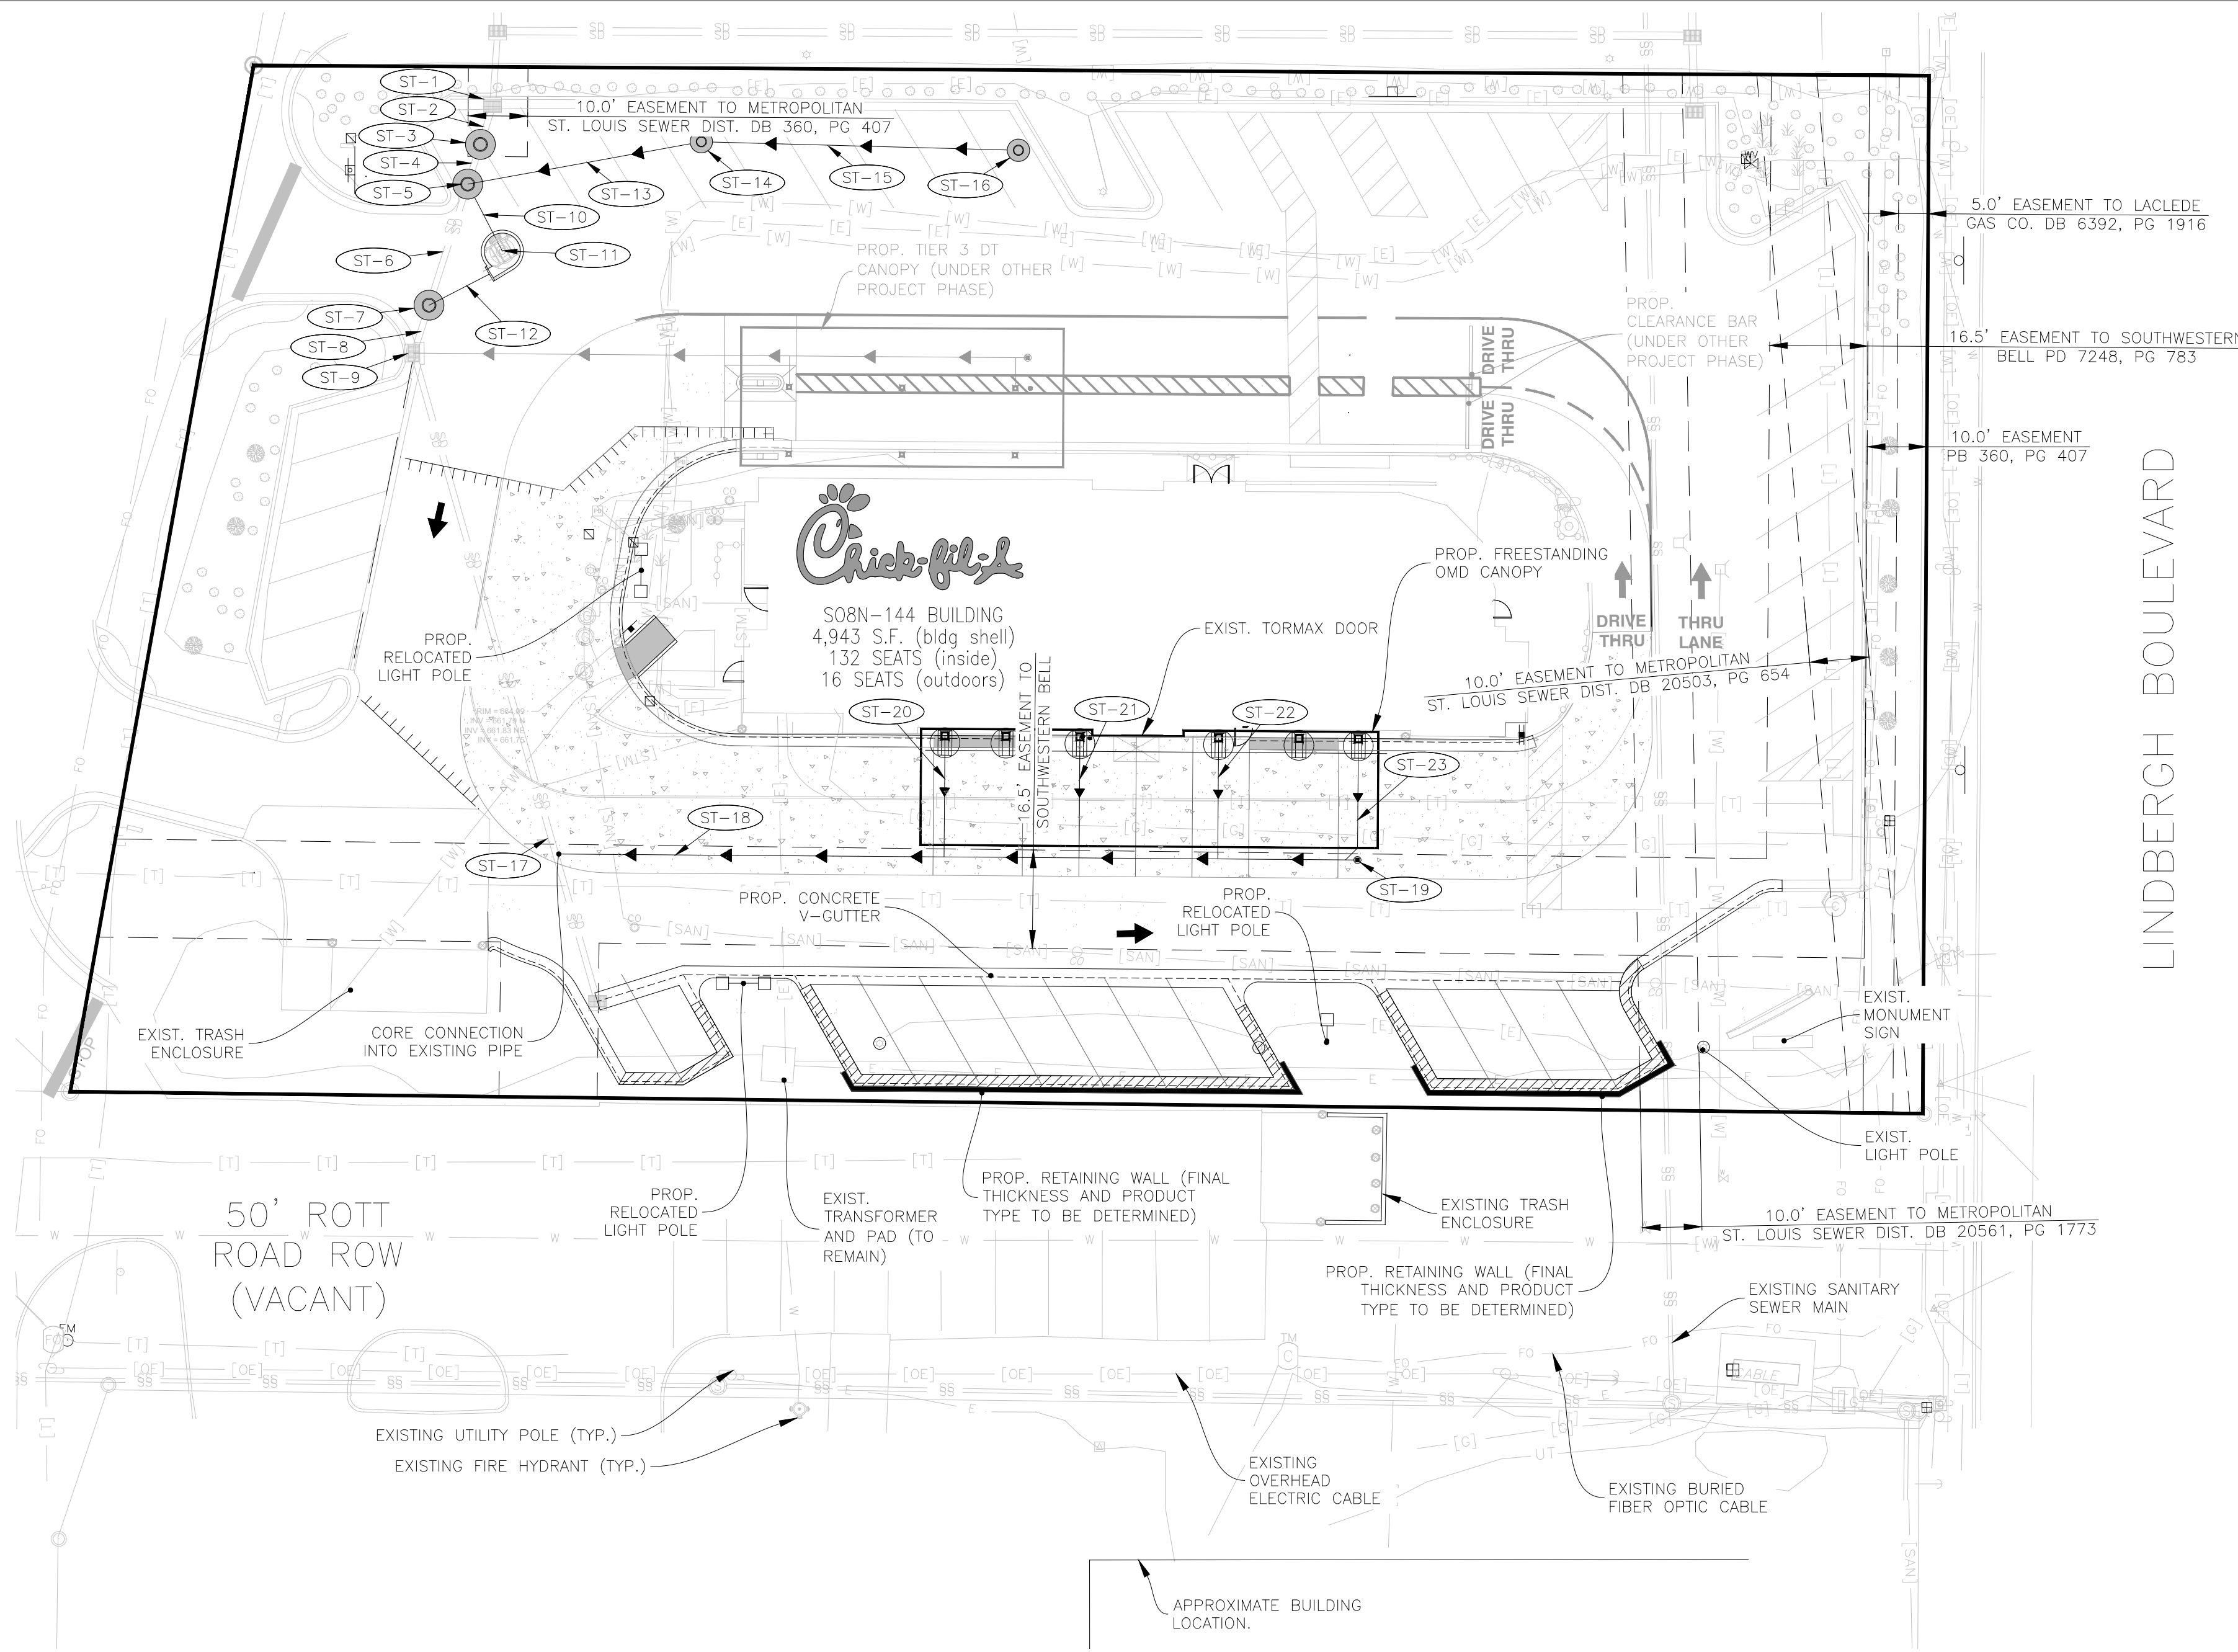 ST-1
ST-2
ST-3
ST-4
ST-5
10.0' EASEMENT TO METROPOLITAN
ST. LOUIS SEWER DIST. DB 360, PG 407
ST-13
ST-14
ST-15
ST-16
ST-10
ST-11
ST-6
ST-7
ST-12
ST-8
ST-9
5.0' EASEMENT TO LACLEDE
GAS CO. DB 6392, PG 1916
16.5' EASEMENT TO SOUTHWESTERN
BELL PD 7248, PG 783
10.0' EASEMENT
PB 360, PG 407
PROP. TIER 3 DT
CANOPY (UNDER OTHER
PROJECT PHASE)
PROP.
CLEARANCE BAR
(UNDER OTHER
PROJECT PHASE)
DRIVE
THRU
DRIVE
THRU
Chick-fil-A
S08N-144 BUILDING
4,943 S.F. (bldg shell)
132 SEATS (inside)
16 SEATS (outdoors)
PROP. FREESTANDING
OMD CANOPY
EXIST. TORMAX DOOR
DRIVE
THRU
THRU
LANE
10.0' EASEMENT TO METROPOLITAN
ST. LOUIS SEWER DIST. DB 20503, PG 654
LINDBERGH BOULEVARD
PROP.
RELOCATED
LIGHT POLE
RIM = 664.09
INV = 661.79 N
INV = 661.83 NE
INV = 661.75
ST-20
ST-21
ST-22
ST-23
16.5' EASEMENT TO
SOUTHWESTERN BELL
ST-18
ST-17
ST-19
PROP. CONCRETE
V-GUTTER
PROP.
RELOCATED
LIGHT POLE
EXIST. TRASH
ENCLOSURE
CORE CONNECTION
INTO EXISTING PIPE
EXIST.
MONUMENT
SIGN
EXIST.
LIGHT POLE
50' ROTT
ROAD ROW
(VACANT)
PROP.
RELOCATED
LIGHT POLE
EXIST.
TRANSFORMER
AND PAD (TO
REMAIN)
PROP. RETAINING WALL (FINAL
THICKNESS AND PRODUCT
TYPE TO BE DETERMINED)
EXISTING TRASH
ENCLOSURE
10.0' EASEMENT TO METROPOLITAN
ST. LOUIS SEWER DIST. DB 20561, PG 1773
PROP. RETAINING WALL (FINAL
THICKNESS AND PRODUCT
TYPE TO BE DETERMINED)
EXISTING SANITARY
SEWER MAIN
EXISTING UTILITY POLE (TYP.)
EXISTING FIRE HYDRANT (TYP.)
EXISTING
OVERHEAD
ELECTRIC CABLE
EXISTING BURIED
FIBER OPTIC CABLE
APPROXIMATE BUILDING
LOCATION.